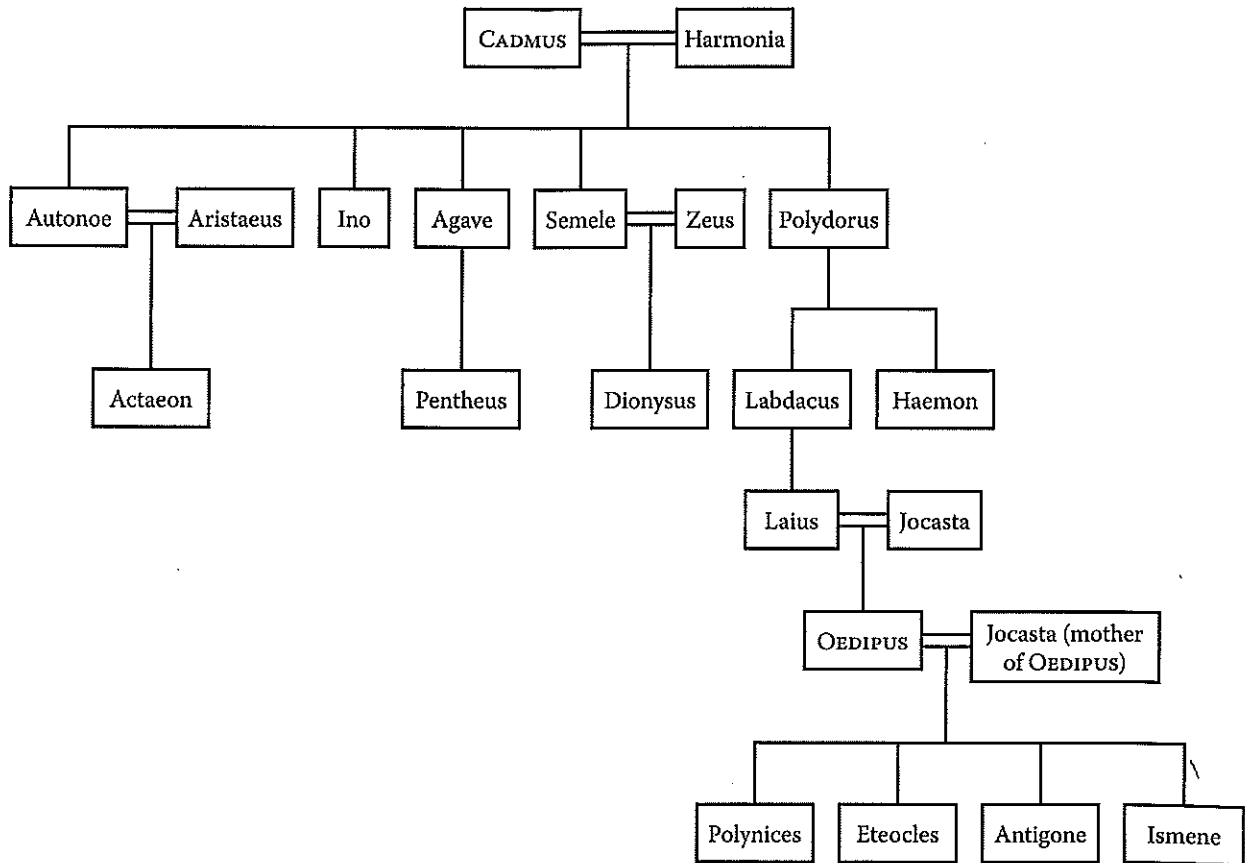 CADMUS
Harmonia
Autonoe
Aristaeus
Ino
Agave
Semele
Zeus
Polydorus
Actaeon
Pentheus
Dionysus
Labdacus
Haemon
Laius
Jocasta
OEDIPUS
Jocasta (mother
of OEDIPUS)
Polynices
Eteocles
Antigone
Ismene